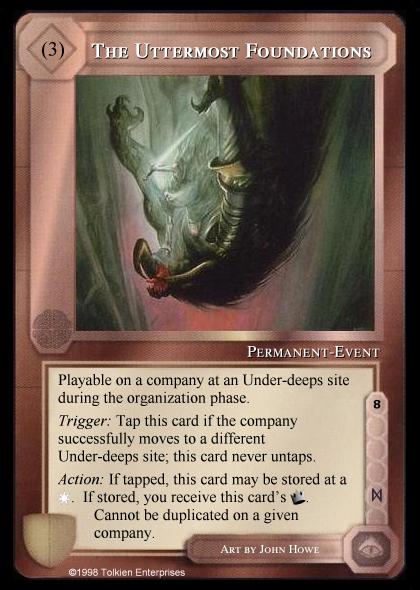 (3) The Uttermost Foundations
Permanent-Event
Playable on a company at an Under-deeps site
during the organization phase.
Trigger: Tap this card if the company
successfully moves to a different
Under-deeps site; this card never untaps.
Action: If tapped, this card may be stored at a
. If stored, you receive this card's .
Cannot be duplicated on a given
company.
8
Art by John Howe
©1998 Tolkien Enterprises